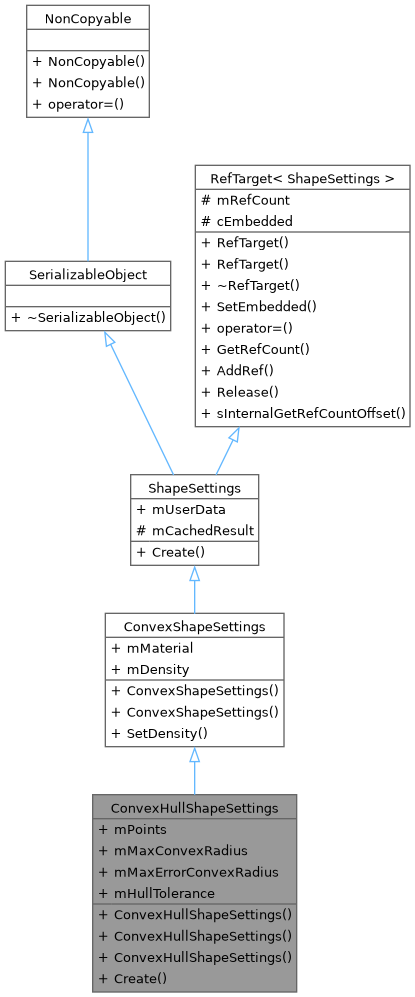 NonCopyable
+ NonCopyable()
+ NonCopyable()
+ operator=()
RefTarget< ShapeSettings >
# mRefCount
# cEmbedded
+ RefTarget()
+ RefTarget()
+ ~RefTarget()
+ SetEmbedded()
+ operator=()
+ GetRefCount()
+ AddRef()
+ Release()
+ sInternalGetRefCountOffset()
SerializableObject
+ ~SerializableObject()
ShapeSettings
+ mUserData
# mCachedResult
+ Create()
ConvexShapeSettings
+ mMaterial
+ mDensity
+ ConvexShapeSettings()
+ ConvexShapeSettings()
+ SetDensity()
ConvexHullShapeSettings
+ mPoints
+ mMaxConvexRadius
+ mMaxErrorConvexRadius
+ mHullTolerance
+ ConvexHullShapeSettings()
+ ConvexHullShapeSettings()
+ ConvexHullShapeSettings()
+ Create()